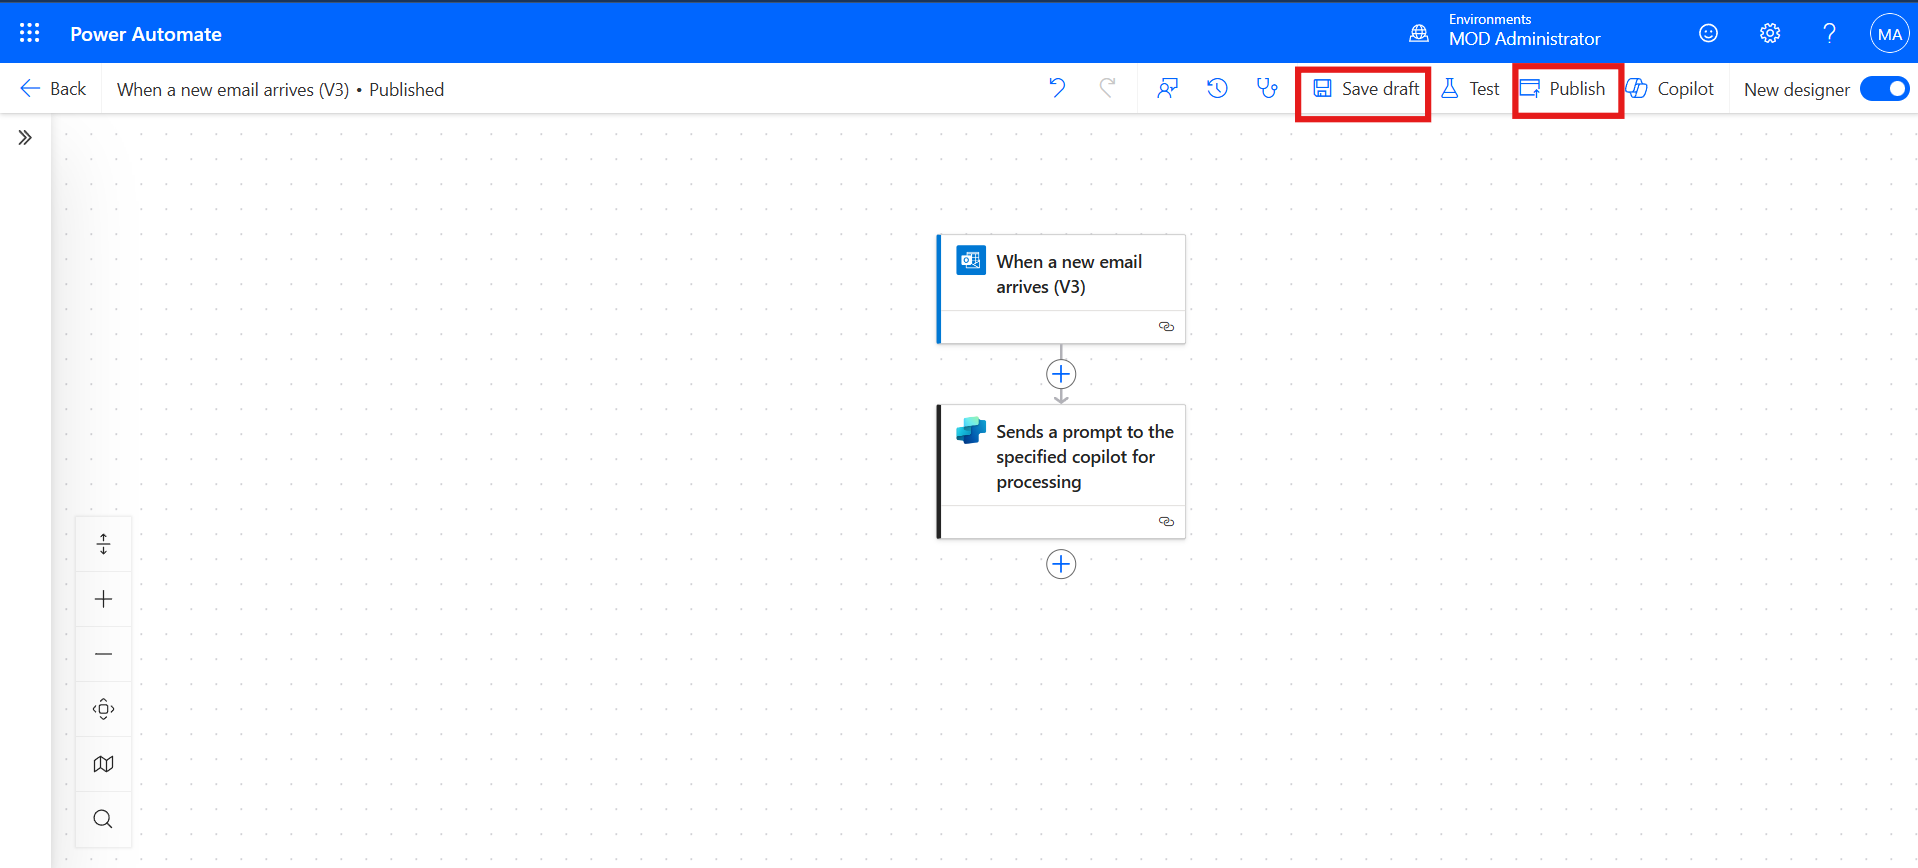 Power Automate
Environments
MOD Administrator
MA
Back
When a new email arrives (V3) • Published
Save draft
Test
Publish
Copilot
New designer
When a new email
arrives (V3)
Sends a prompt to the
specified copilot for
processing